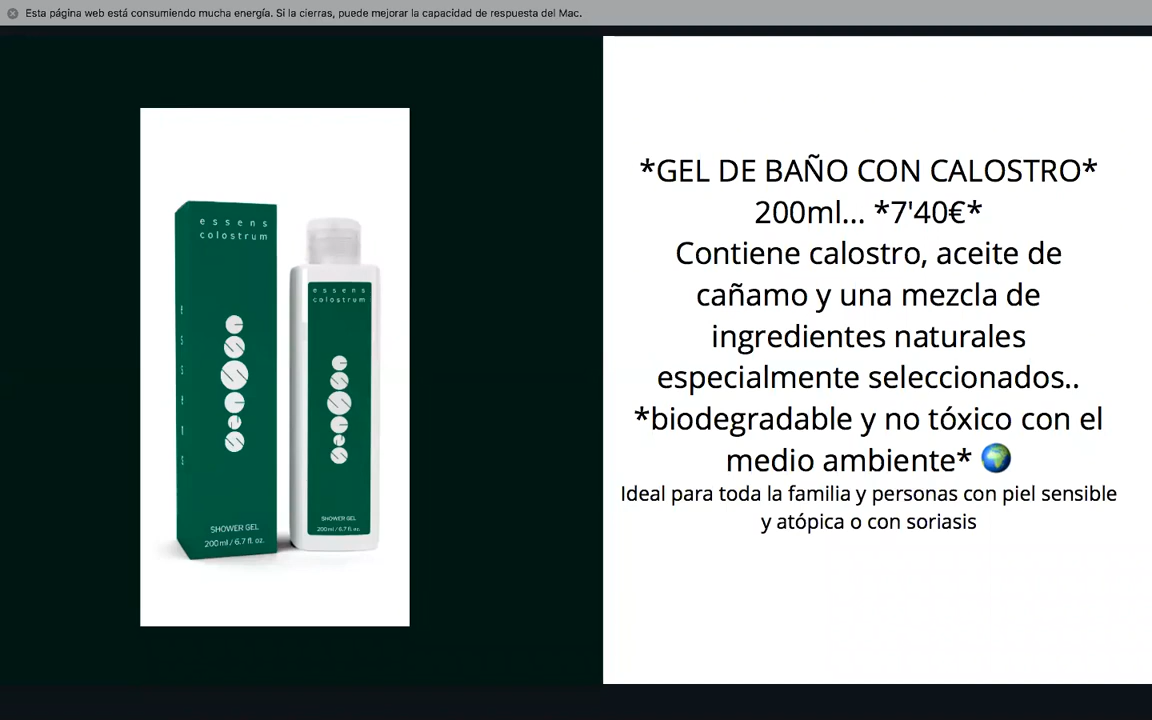 Esta página web está consumiendo mucha energía. Si la cierras, puede mejorar la capacidad de respuesta del Mac.
essens
colostrum
SHOWER GEL
200 ml / 6.7 fl. oz.
essens
colostrum
SHOWER GEL
200 ml / 6.7 fl. oz.
*GEL DE BAÑO CON CALOSTRO*
200ml... *7'40€*
Contiene calostro, aceite de
cañamo y una mezcla de
ingredientes naturales
especialmente seleccionados..
*biodegradable y no tóxico con el
medio ambiente* 🌍
Ideal para toda la familia y personas con piel sensible
y atópica o con soriasis